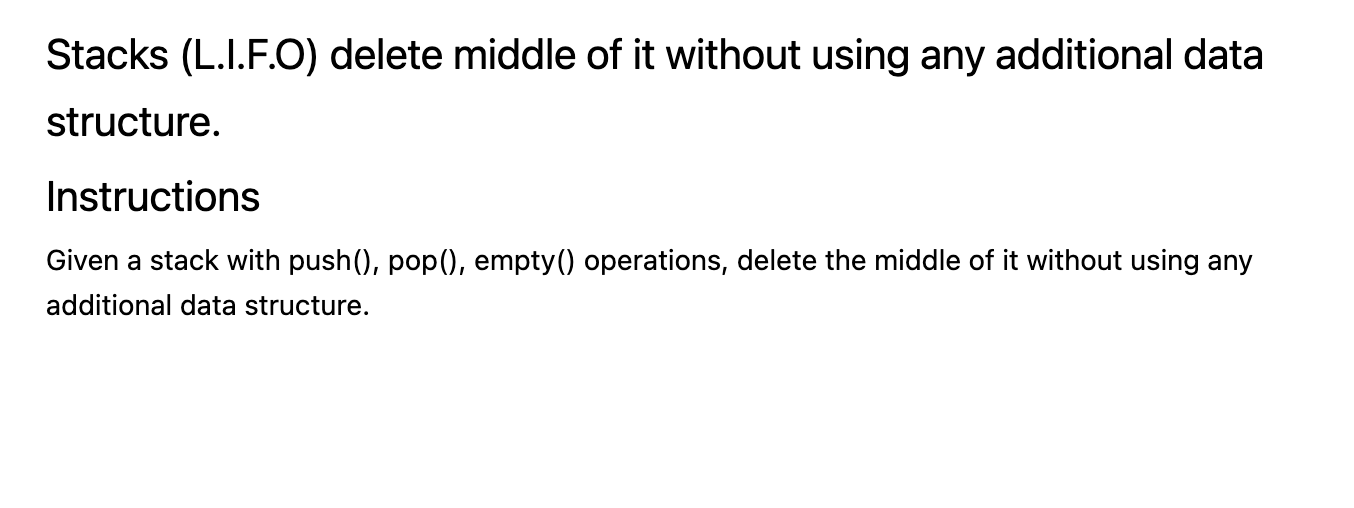 Stacks (L.I.F.O) delete middle of it without using any additional data
structure.
Instructions
Given a stack with push(), pop(), empty() operations, delete the middle of it without using any
additional data structure.